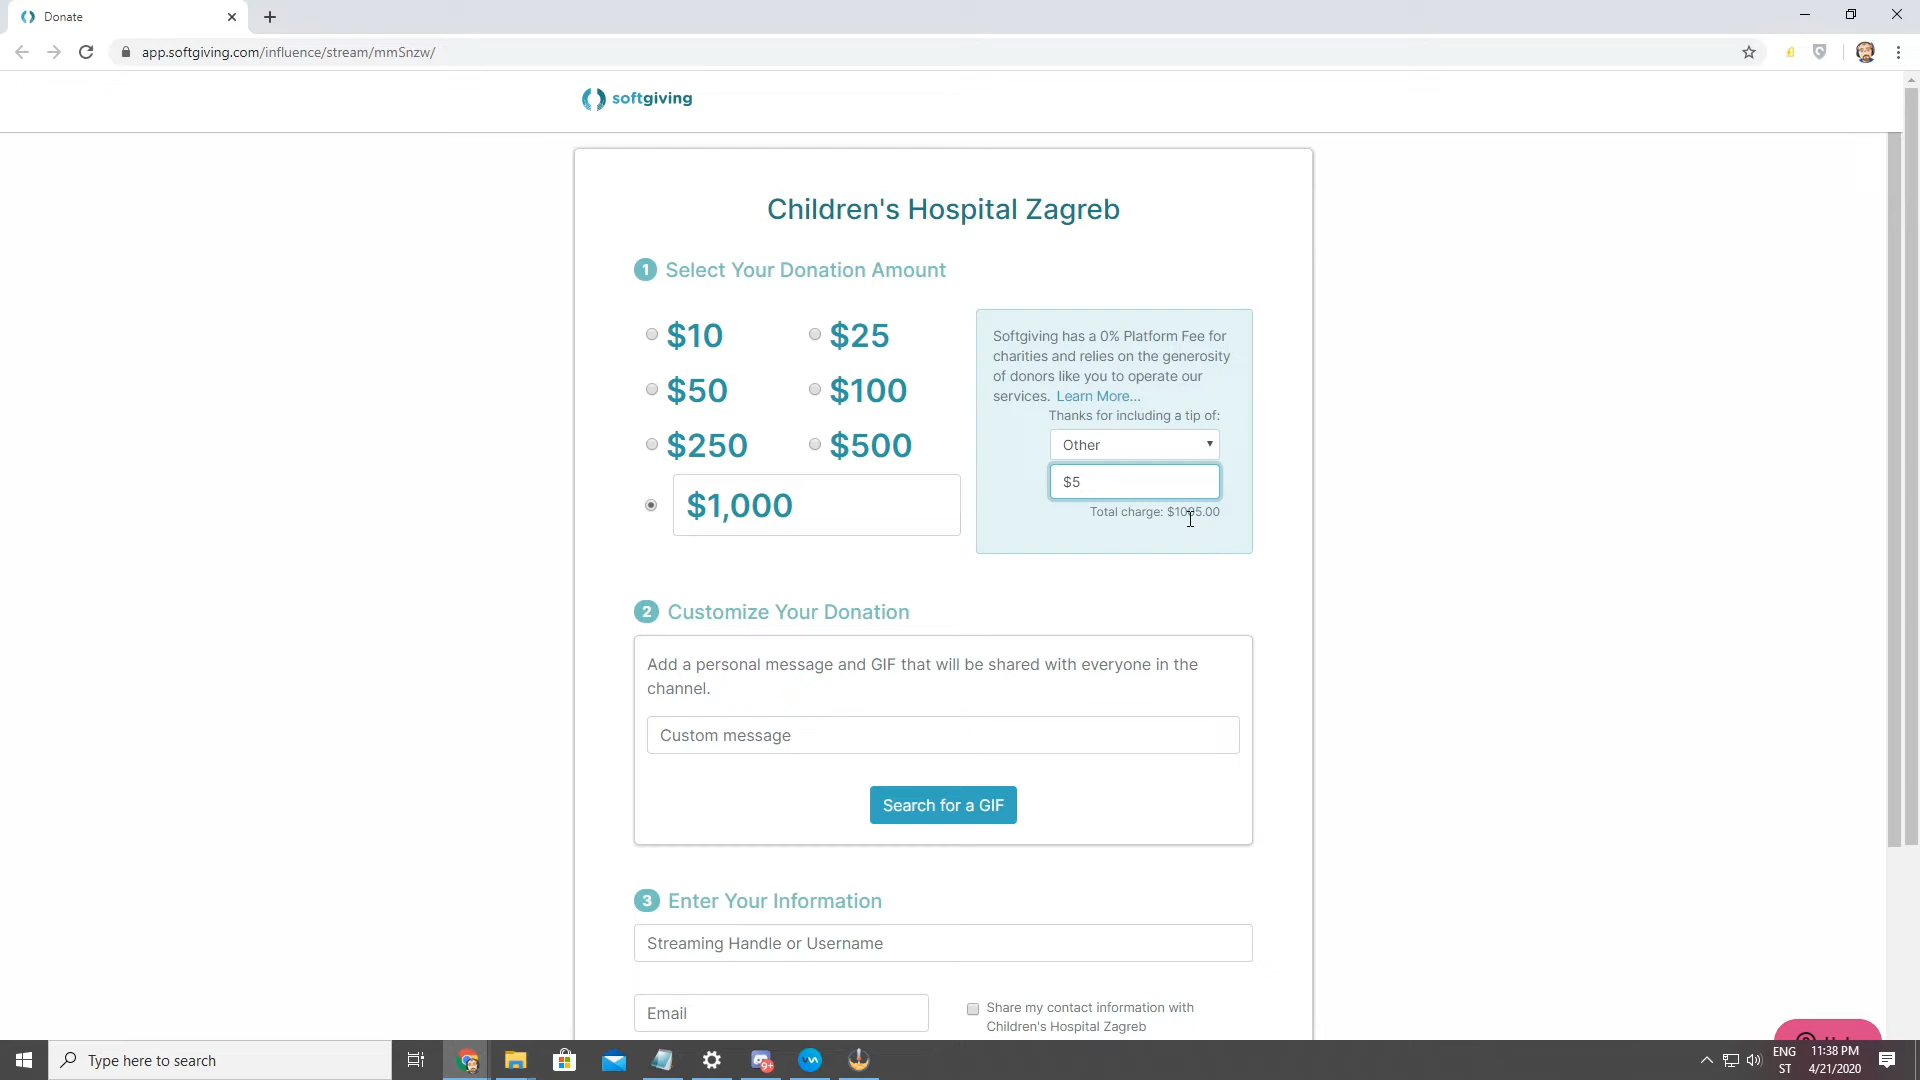 Donate
app.softgiving.com/influence/stream/mmSnzw/
softgiving
Children's Hospital Zagreb
1 Select Your Donation Amount
$10
$25
$50
$100
$250
$500
$1,000
Softgiving has a 0% Platform Fee for
charities and relies on the generosity
of donors like you to operate our
services. Learn More...
Thanks for including a tip of:
Other
$5
Total charge: $1005.00
2 Customize Your Donation
Add a personal message and GIF that will be shared with everyone in the
channel.
Custom message
Search for a GIF
3 Enter Your Information
Streaming Handle or Username
Email
Share my contact information with
Children's Hospital Zagreb
Type here to search
9+
ENG
ST
11:38 PM
4/21/2020